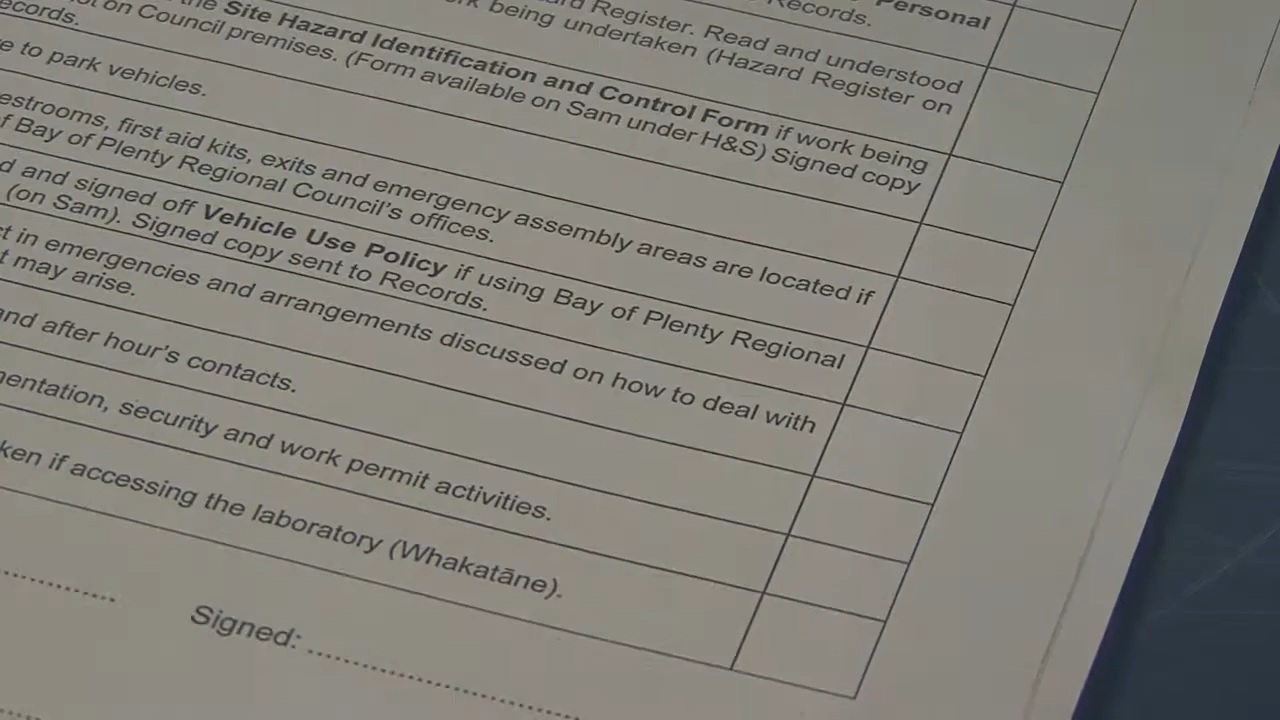 Personal
Records.
Register. Read and understood
being undertaken (Hazard Register on
ecords.
the Site Hazard Identification and Control Form if work being
on Council premises. (Form available on Sam under H&S) Signed copy
to park vehicles.
estrooms, first aid kits, exits and emergency assembly areas are located if
of Bay of Plenty Regional Council's offices.
d and signed off Vehicle Use Policy if using Bay of Plenty Regional
(on Sam). Signed copy sent to Records.
ct in emergencies and arrangements discussed on how to deal with
t may arise.
and after hour's contacts.
mentation, security and work permit activities.
ken if accessing the laboratory (Whakatāne).
Signed: